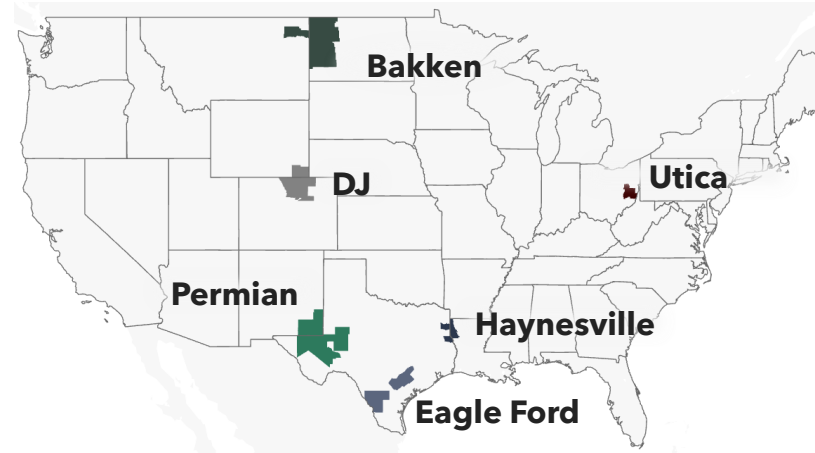 Bakken
DJ
Utica
Permian
Haynesville
Eagle Ford